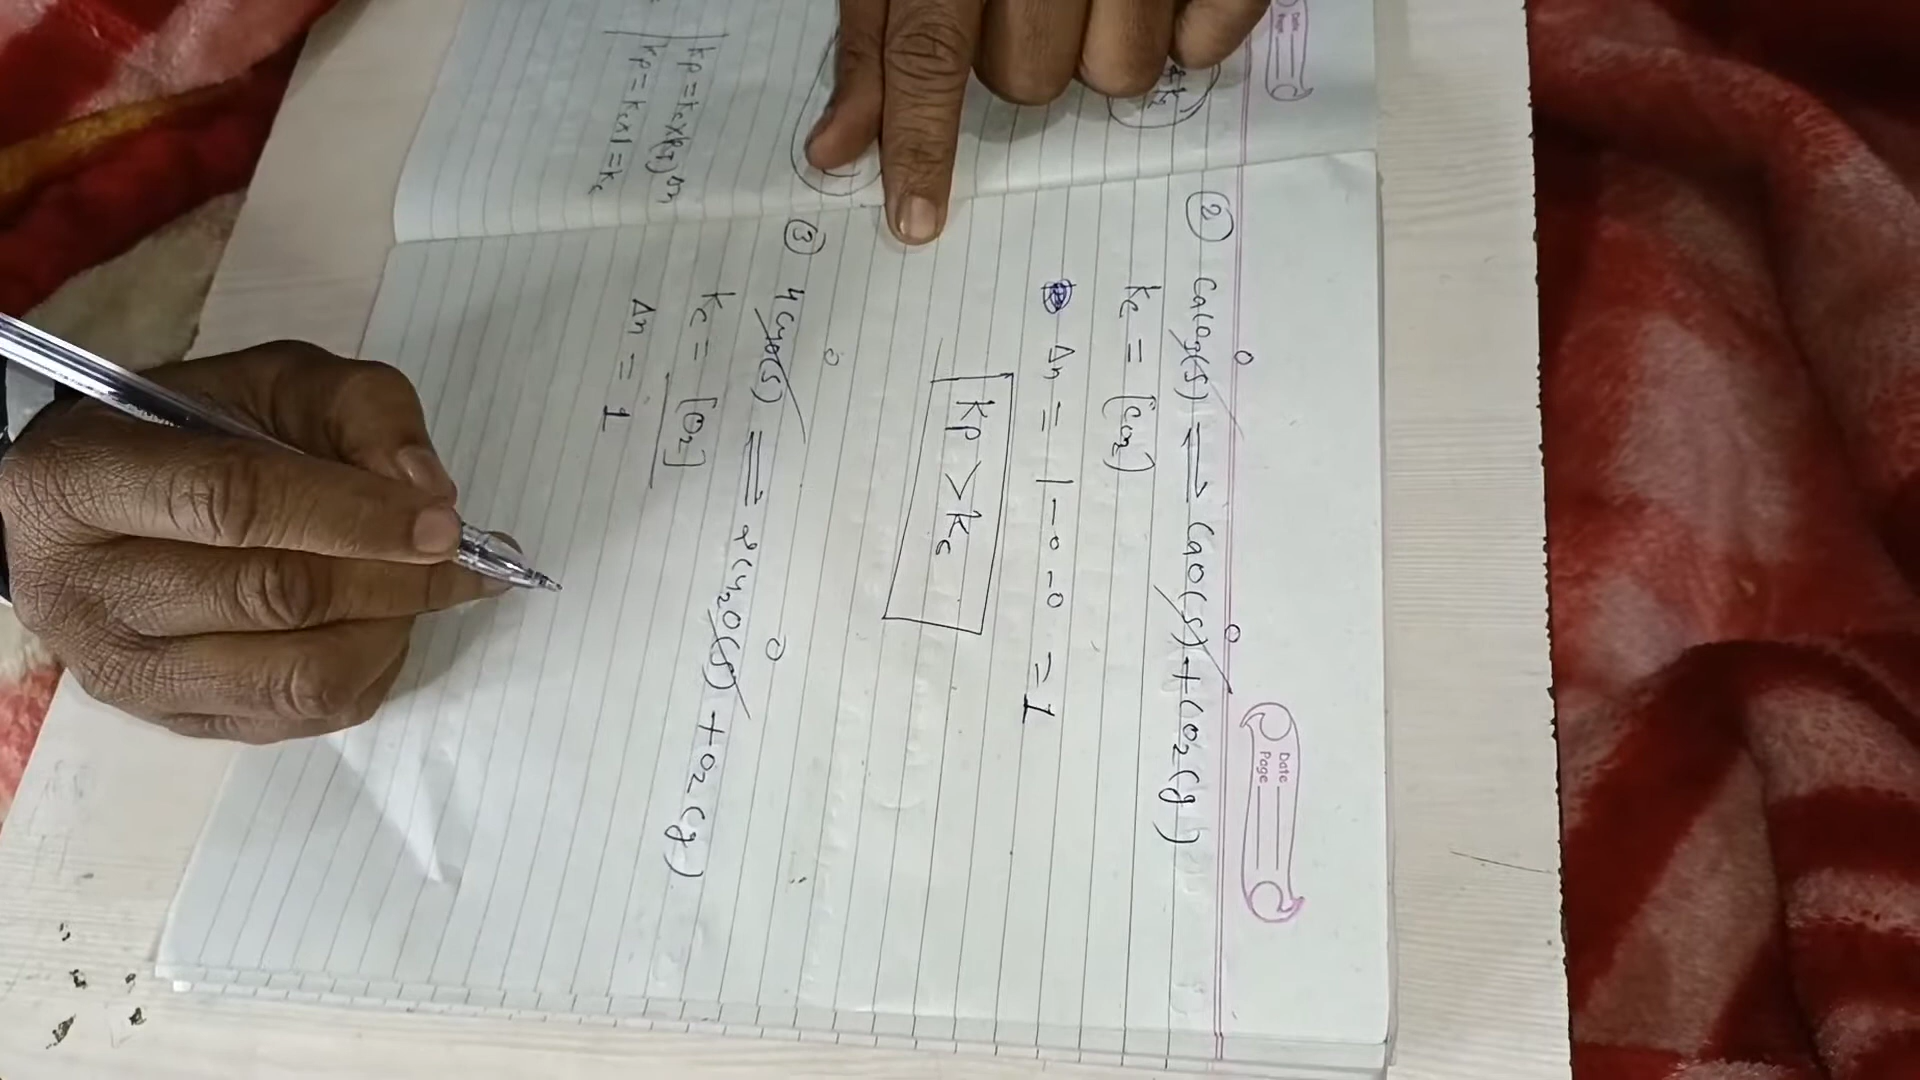 Kp = Kc x (RT)^Δn
Kp = Kc x 1 = Kc
Date
Page
② CaCO3(s) ⇌ CaO(s) + CO2(g)
Kc = [CO2]
Δn = 1 - 0 - 0 = 1
Kp > Kc
③ 4CuO(s) ⇌ 2Cu2O(s) + O2(g)
Kc = [O2]
Δn = 1